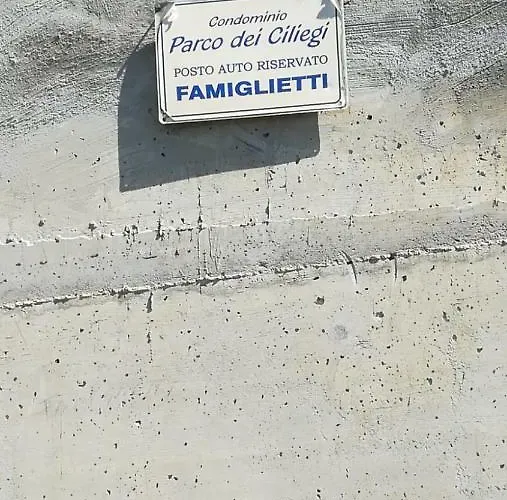 Condominio
Parco dei Ciliegi
POSTO AUTO RISERVATO
FAMIGLIETTI